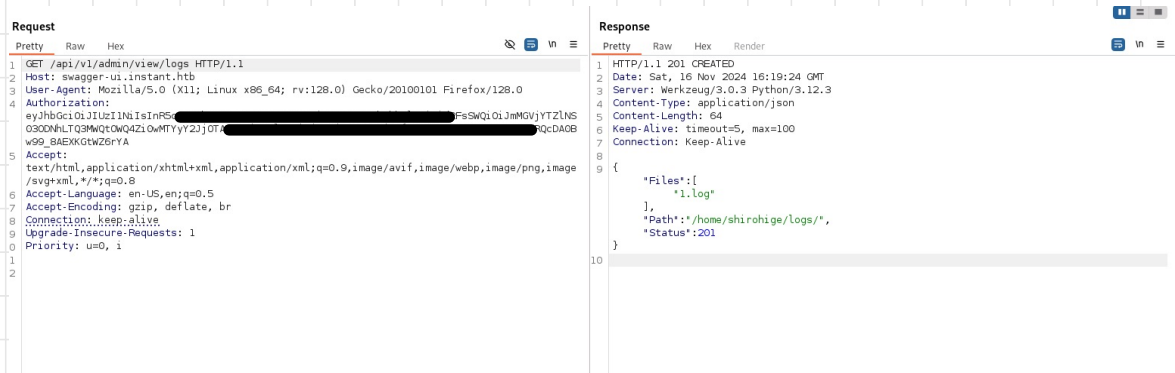 Request
Pretty Raw Hex
\n
1 GET /api/v1/admin/view/logs HTTP/1.1
2 Host: swagger-ui.instant.htb
3 User-Agent: Mozilla/5.0 (X11; Linux x86_64; rv:128.0) Gecko/20100101 Firefox/128.0
4 Authorization:
eyJhbGciOiJIUzI1NiIsInR5c FsSWQiOiJmMGVjYTZlNS
03ODNhLTQ3MWQtOWQ4Zi0wMTYyY2JjOTA RQcDA0B
w99_8AEXKGtWZ6rYA
5 Accept:
text/html,application/xhtml+xml,application/xml;q=0.9,image/avif,image/webp,image/png,image
/svg+xml,*/*;q=0.8
6 Accept-Language: en-US,en;q=0.5
7 Accept-Encoding: gzip, deflate, br
8 Connection: keep-alive
9 Upgrade-Insecure-Requests: 1
0 Priority: u=0, i
1
2
Response
Pretty Raw Hex Render
\n
1 HTTP/1.1 201 CREATED
2 Date: Sat, 16 Nov 2024 16:19:24 GMT
3 Server: Werkzeug/3.0.3 Python/3.12.3
4 Content-Type: application/json
5 Content-Length: 64
6 Keep-Alive: timeout=5, max=100
7 Connection: Keep-Alive
8
9 {
"Files":[
"1.log"
],
"Path":"/home/shirohige/logs/",
"Status":201
}
10